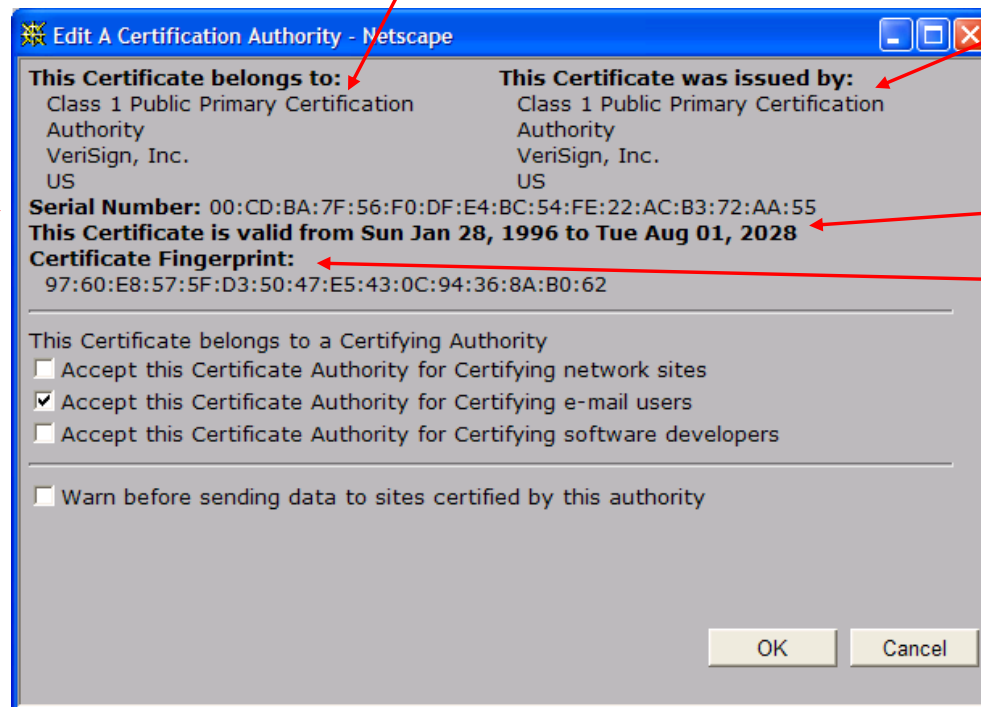 Edit A Certification Authority - Netscape
This Certificate belongs to:
Class 1 Public Primary Certification
Authority
VeriSign, Inc.
US
This Certificate was issued by:
Class 1 Public Primary Certification
Authority
VeriSign, Inc.
US
Serial Number: 00:CD:BA:7F:56:F0:DF:E4:BC:54:FE:22:AC:B3:72:AA:55
This Certificate is valid from Sun Jan 28, 1996 to Tue Aug 01, 2028
Certificate Fingerprint:
97:60:E8:57:5F:D3:50:47:E5:43:0C:94:36:8A:B0:62
This Certificate belongs to a Certifying Authority
Accept this Certificate Authority for Certifying network sites
Accept this Certificate Authority for Certifying e-mail users
Accept this Certificate Authority for Certifying software developers
Warn before sending data to sites certified by this authority
OK Cancel